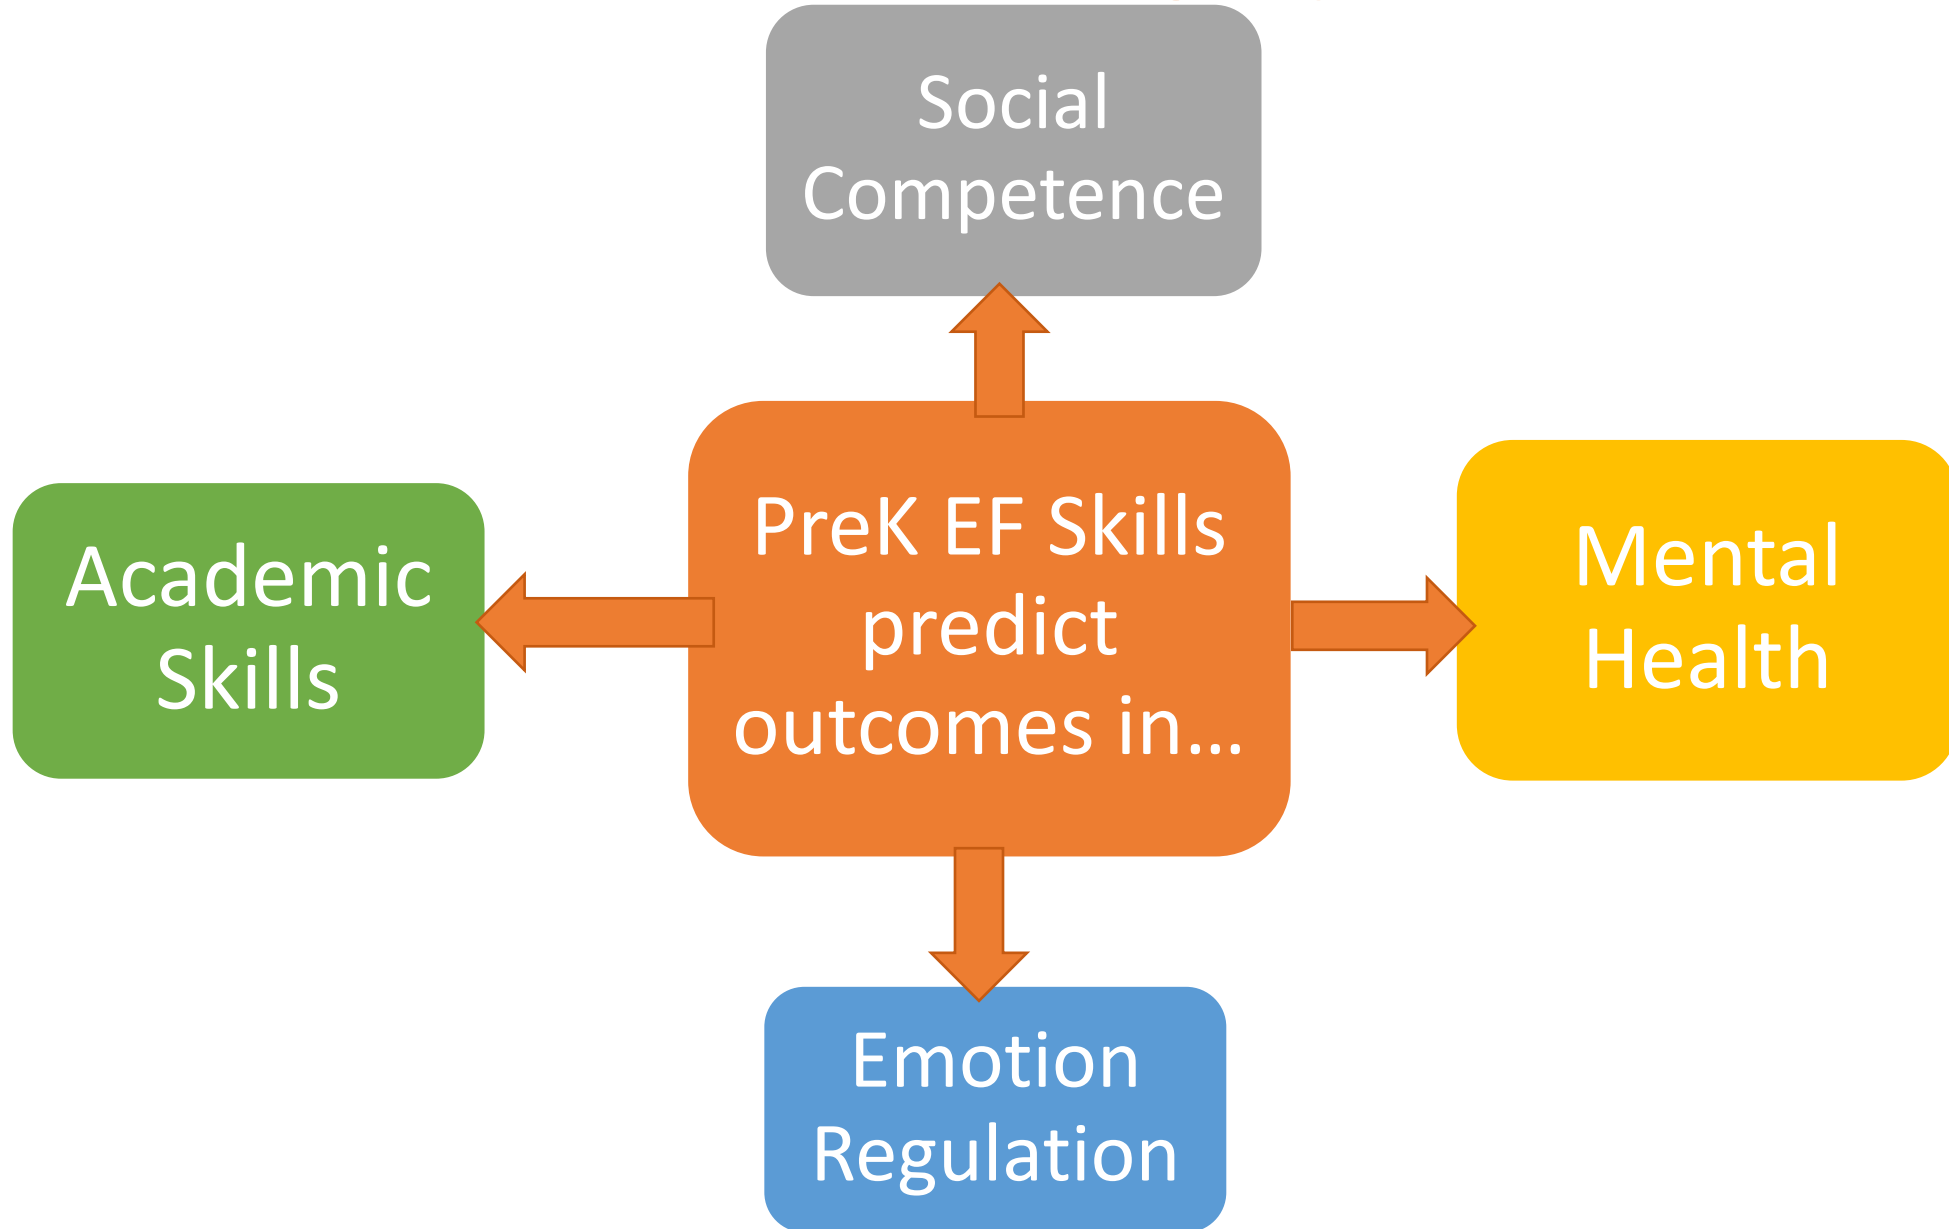 Social
Competence
Academic
Skills
PreK EF Skills
predict
outcomes in...
Mental
Health
Emotion
Regulation